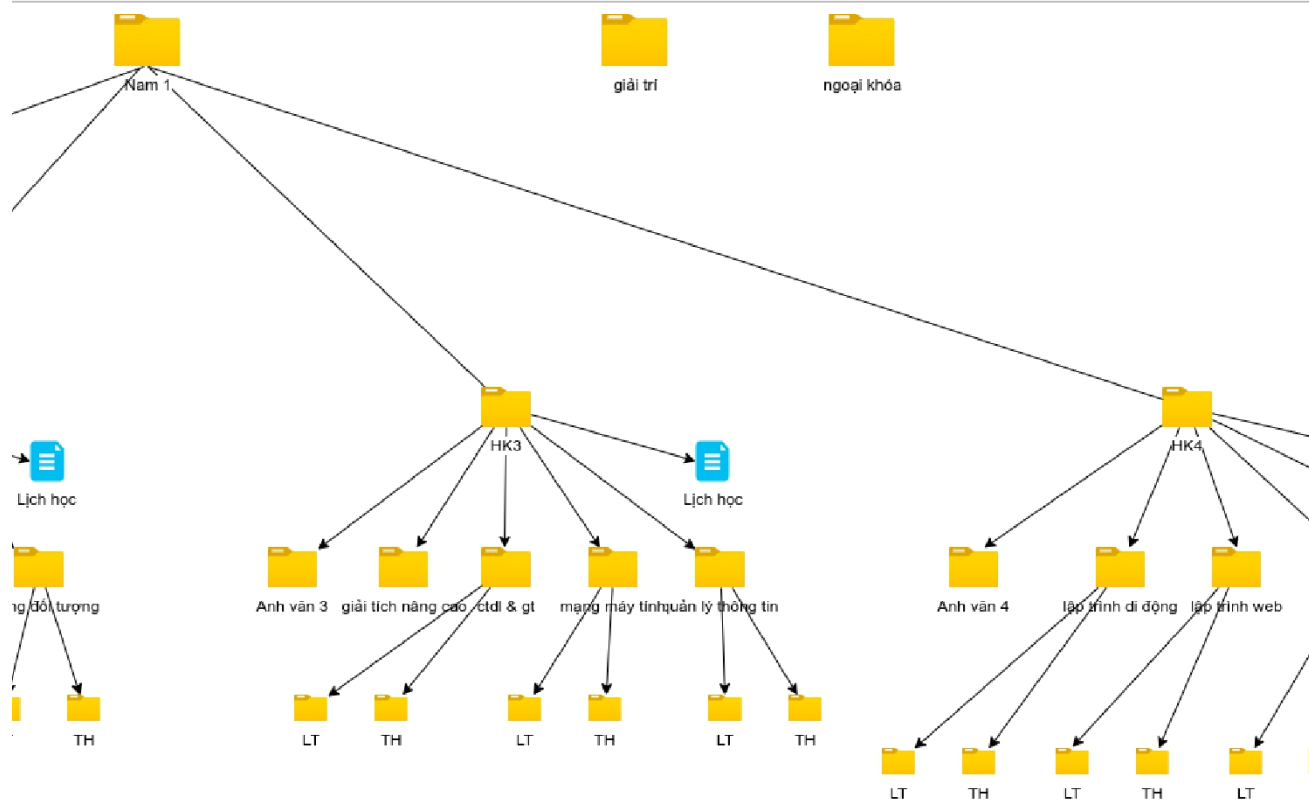 Nam 1
giải trí
ngoại khóa
HK3
HK4
Lịch học
Lịch học
ng đối tượng
Anh văn 3
giải tích nâng cao
ctdl & gt
mạng máy tính
quản lý thông tin
Anh văn 4
lập trình di động
lập trình web
TH
LT
TH
LT
TH
LT
TH
LT
TH
LT
TH
LT